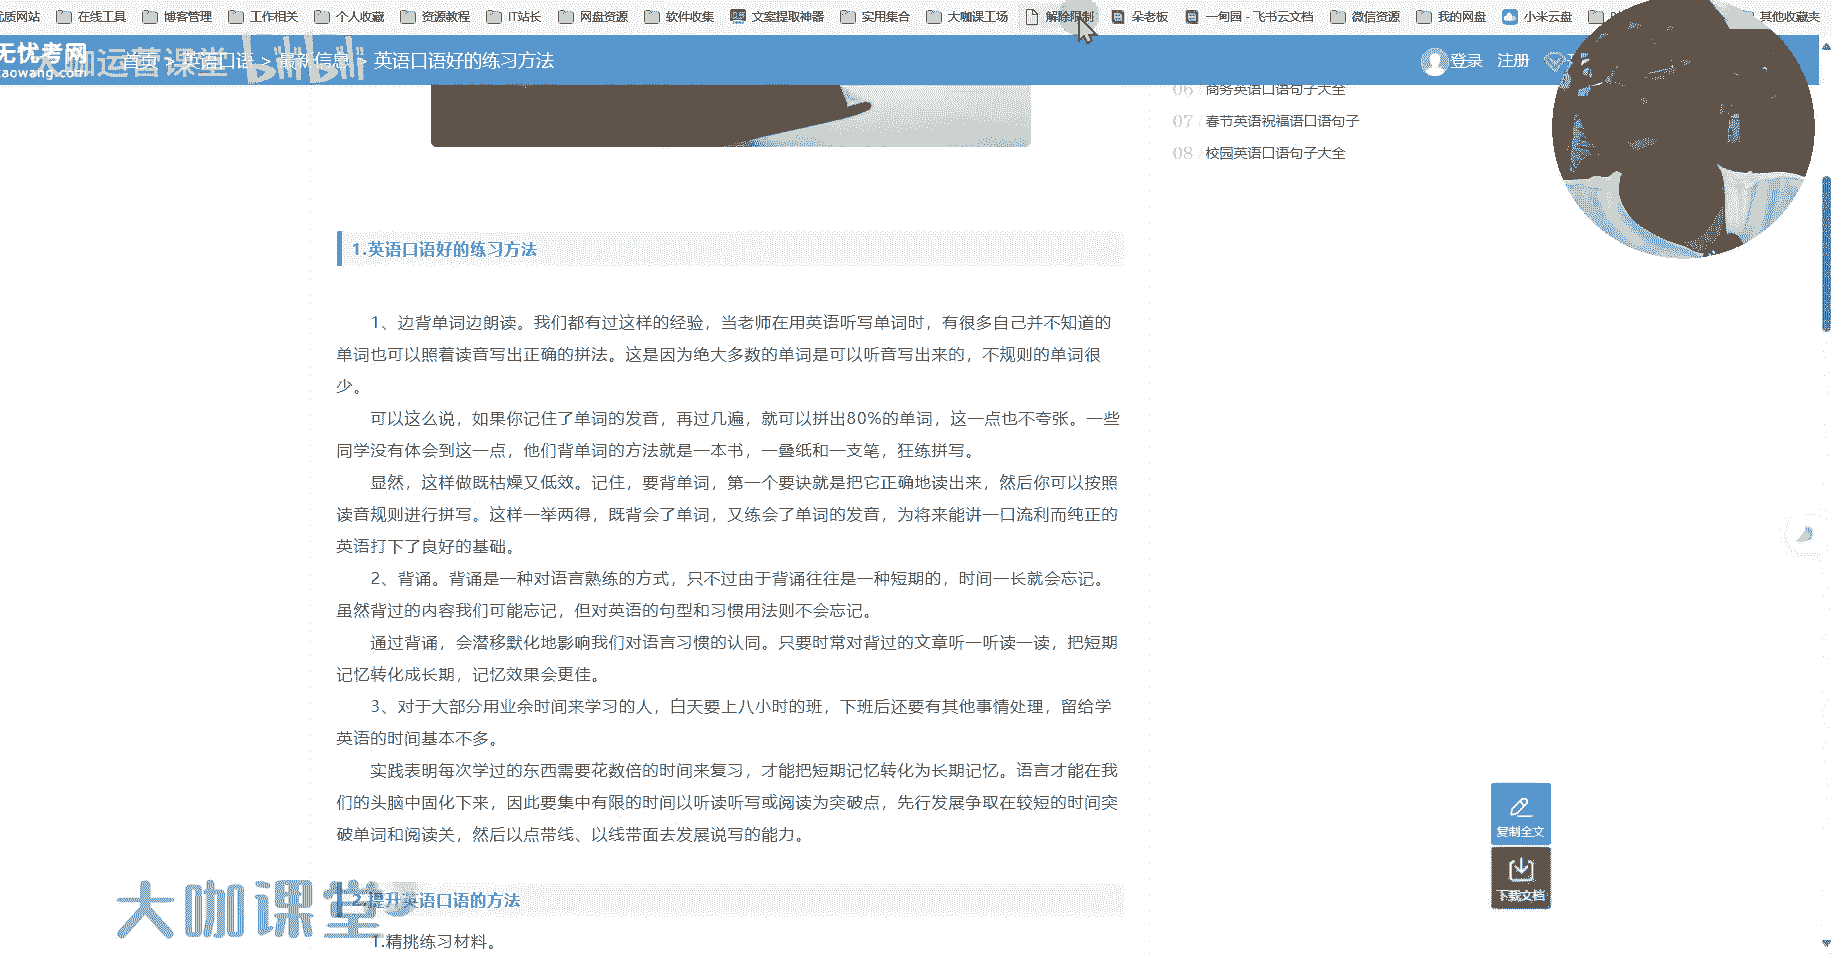 优质网站 在线工具 博客管理 工作相关 个人收藏 资源教程 IT站长 网盘资源 软件收集 文案提取神器 实用集合 大咖课工场 解除限制 朵老板 一甸园 - 飞书云文档 微信资源 我的网盘 小米云盘 其他收藏夹
无忧考网
aowang.com
大咖运营课堂 bilibili
首页 > 英语口语 > 最新信息 > 英语口语好的练习方法
登录 注册
06 商务英语口语句子大全
07 春节英语祝福语口语句子
08 校园英语口语句子大全
1.英语口语好的练习方法
1、边背单词边朗读。我们都有过这样的经验，当老师在用英语听写单词时，有很多自己并不知道的
单词也可以照着读音写出正确的拼法。这是因为绝大多数的单词是可以听音写出来的，不规则的单词很
少。
可以这么说，如果你记住了单词的发音，再过几遍，就可以拼出80%的单词，这一点也不夸张。一些
同学没有体会到这一点，他们背单词的方法就是一本书，一叠纸和一支笔，狂练拼写。
显然，这样做既枯燥又低效。记住，要背单词，第一个要诀就是把它正确地读出来，然后你可以按照
读音规则进行拼写。这样一举两得，既背会了单词，又练会了单词的发音，为将来能讲一口流利而纯正的
英语打下了良好的基础。
2、背诵。背诵是一种对语言熟练的方式，只不过由于背诵往往是一种短期的，时间一长就会忘记。
虽然背过的内容我们可能忘记，但对英语的句型和习惯用法则不会忘记。
通过背诵，会潜移默化地影响我们对语言习惯的认同。只要时常对背过的文章听一听读一读，把短期
记忆转化成长期，记忆效果会更佳。
3、对于大部分用业余时间来学习的人，白天要上八小时的班，下班后还要有其他事情处理，留给学
英语的时间基本不多。
实践表明每次学过的东西需要花数倍的时间来复习，才能把短期记忆转化为长期记忆。语言才能在我
们的头脑中固化下来，因此要集中有限的时间以听读听写或阅读为突破点，先行发展争取在较短的时间突
破单词和阅读关，然后以点带线、以线带面去发展说写的能力。
复制全文
下载文档
大咖课堂
2.提升英语口语的方法
1.精挑练习材料。